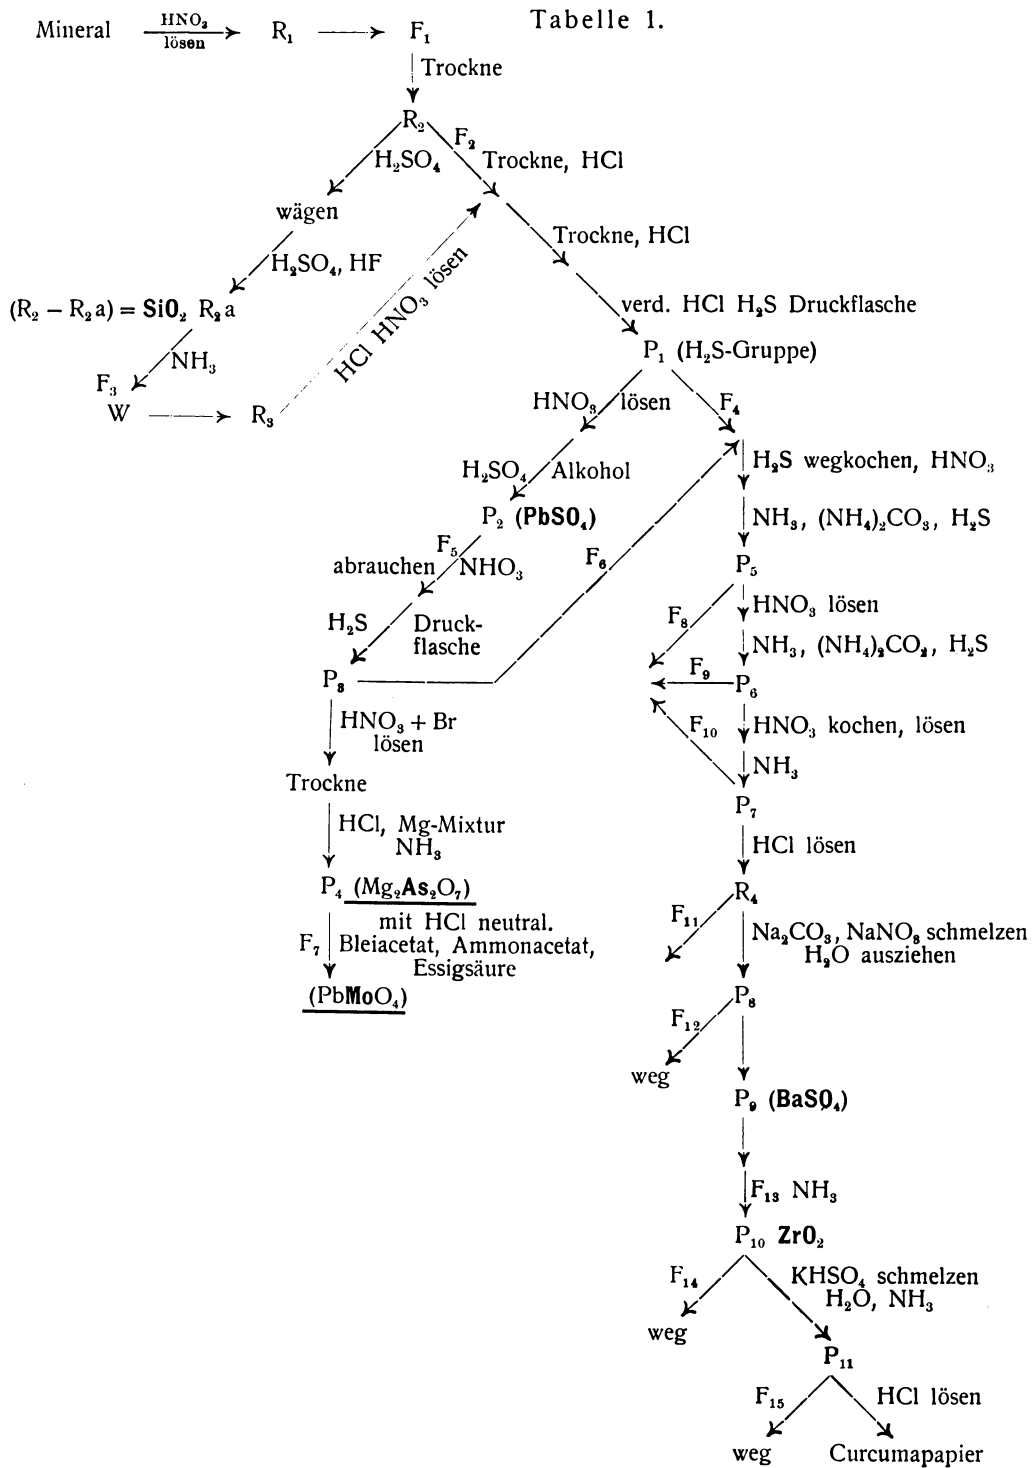 Tabelle 1.
Mineral HNO₃ lösen R₁ F₁
Trockne
R₂
F₂
H₂SO₄
Trockne, HCl
wägen
Trockne, HCl
H₂SO₄, HF
HCl HNO₃ lösen
(R₂ – R₂a) = SiO₂ R₂a
verd. HCl H₂S Druckflasche
P₁ (H₂S-Gruppe)
NH₃
F₃
W R₃
HNO₃ lösen
F₄
H₂S wegkochen, HNO₃
H₂SO₄ Alkohol
P₂ (PbSO₄)
NH₃, (NH₄)₂CO₃, H₂S
F₅
abrauchen NHO₃
F₆
P₅
HNO₃ lösen
F₈
H₂S Druck-
flasche
NH₃, (NH₄)₂CO₂, H₂S
F₉
P₃
P₆
HNO₃ + Br
lösen
F₁₀
HNO₃ kochen, lösen
NH₃
Trockne
P₇
HCl, Mg-Mixtur
NH₃
HCl lösen
P₄ (Mg₂As₂O₇)
R₄
mit HCl neutral.
F₇ Bleiacetat, Ammonacetat,
Essigsäure
F₁₁
Na₂CO₃, NaNO₃ schmelzen
H₂O ausziehen
(PbMoO₄)
P₈
F₁₂
weg
P₉ (BaSO₄)
F₁₃ NH₃
P₁₀ ZrO₂
F₁₄
KHSO₄ schmelzen
H₂O, NH₃
weg
P₁₁
F₁₅
HCl lösen
weg
Curcumapapier